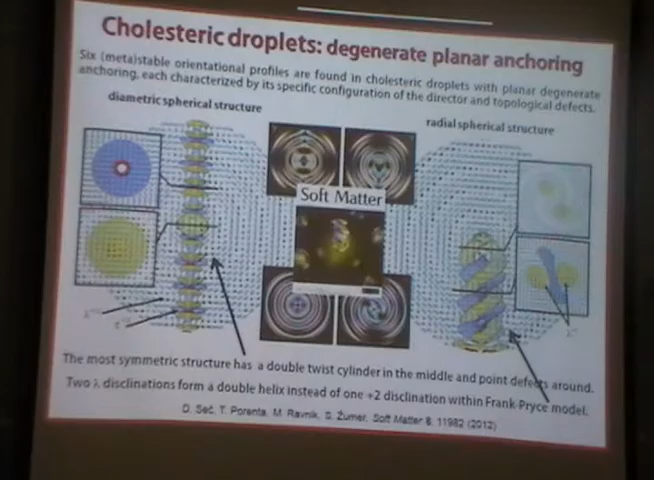 Cholesteric droplets: degenerate planar anchoring
Six (meta)stable orientational profiles are found in cholesteric droplets with planar degenerate
anchoring, each characterized by its specific configuration of the director and topological defects.
diametric spherical structure
radial spherical structure
Soft Matter
The most symmetric structure has a double twist cylinder in the middle and point defects around.
Two λ disclinations form a double helix instead of one +2 disclination within Frank-Pryce model.
D. Seč, T. Porenta, M. Ravnik, S. Žumer, Soft Matter 8, 11982 (2012)